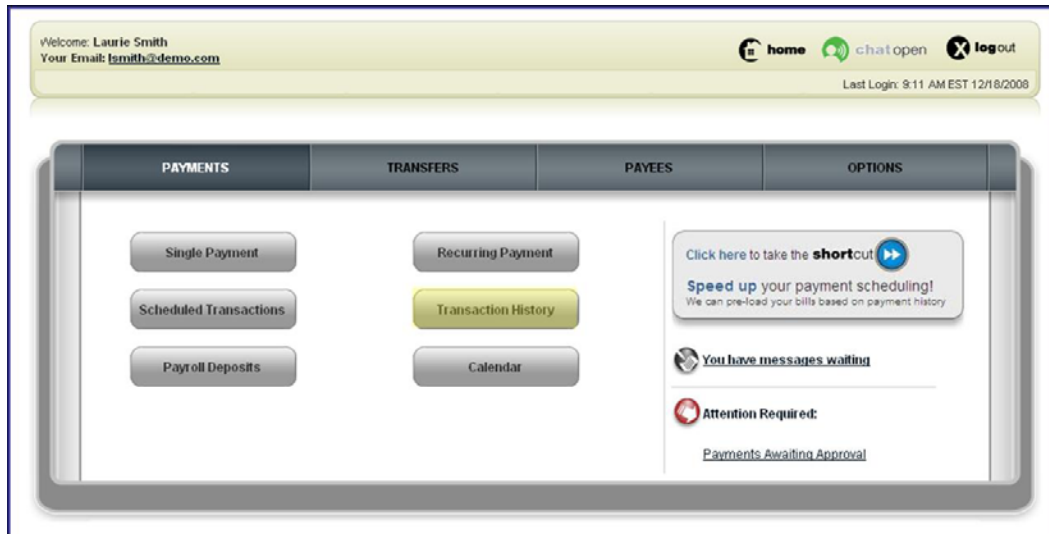 Welcome: Laurie Smith
Your Email: lsmith@demo.com
home
chat open
X logout
Last Login: 9:11 AM EST 12/18/2008
PAYMENTS
TRANSFERS
PAYEES
OPTIONS
Single Payment
Recurring Payment
Scheduled Transactions
Transaction History
Payroll Deposits
Calendar
Click here to take the shortcut
Speed up your payment scheduling!
We can pre-load your bills based on payment history
You have messages waiting
Attention Required:
Payments Awaiting Approval